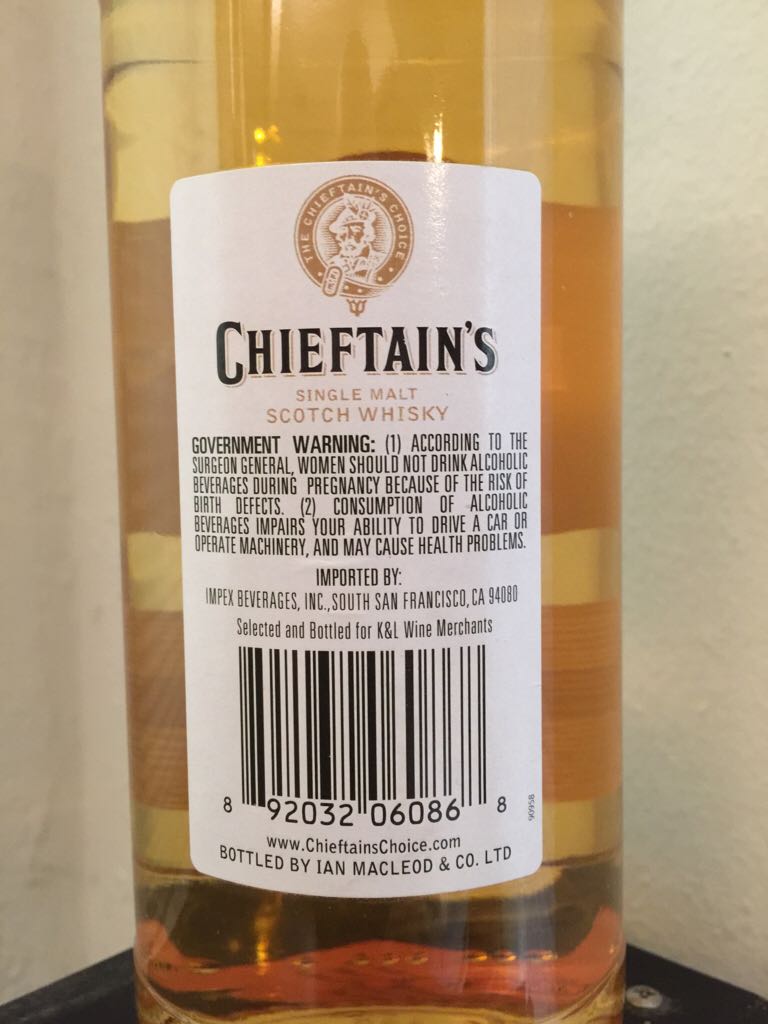 THE CHIEFTAIN'S CHOICE
CHIEFTAIN'S
SINGLE MALT
SCOTCH WHISKY
GOVERNMENT WARNING: (1) ACCORDING TO THE
SURGEON GENERAL, WOMEN SHOULD NOT DRINK ALCOHOLIC
BEVERAGES DURING PREGNANCY BECAUSE OF THE RISK OF
BIRTH DEFECTS. (2) CONSUMPTION OF ALCOHOLIC
BEVERAGES IMPAIRS YOUR ABILITY TO DRIVE A CAR OR
OPERATE MACHINERY, AND MAY CAUSE HEALTH PROBLEMS.
IMPORTED BY:
IMPEX BEVERAGES, INC., SOUTH SAN FRANCISCO, CA 94080
Selected and Bottled for K&L Wine Merchants
8 92032 06086 8
90958
www.ChieftainsChoice.com
BOTTLED BY IAN MACLEOD & CO. LTD